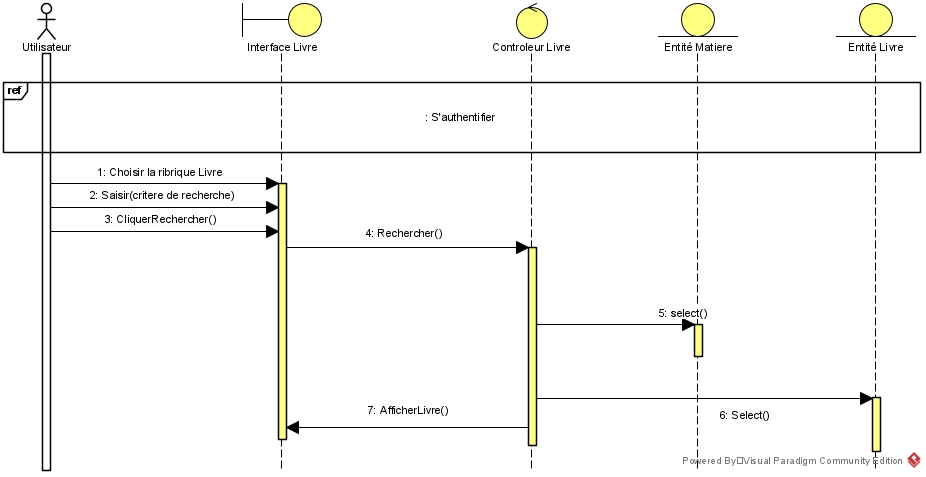 Utilisateur
Interface Livre
Controleur Livre
Entité Matiere
Entité Livre
ref
: S'authentifier
1: Choisir la ribrique Livre
2: Saisir(critere de recherche)
3: CliquerRechercher()
4: Rechercher()
5: select()
7: AfficherLivre()
6: Select()
Powered By Visual Paradigm Community Edition